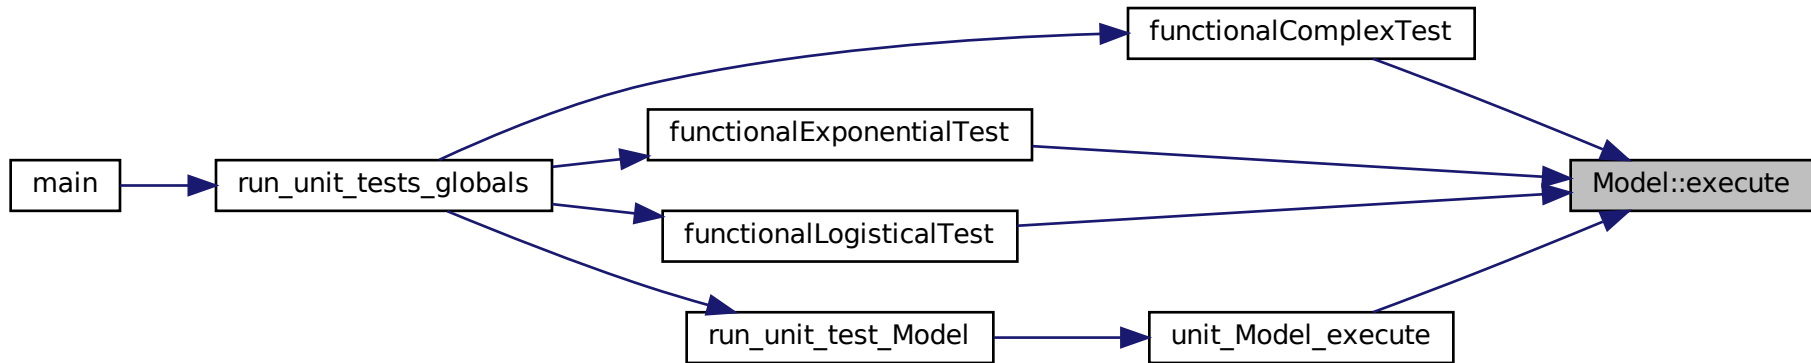 functionalComplexTest
functionalExponentialTest
main
run_unit_tests_globals
Model::execute
functionalLogisticalTest
run_unit_test_Model
unit_Model_execute